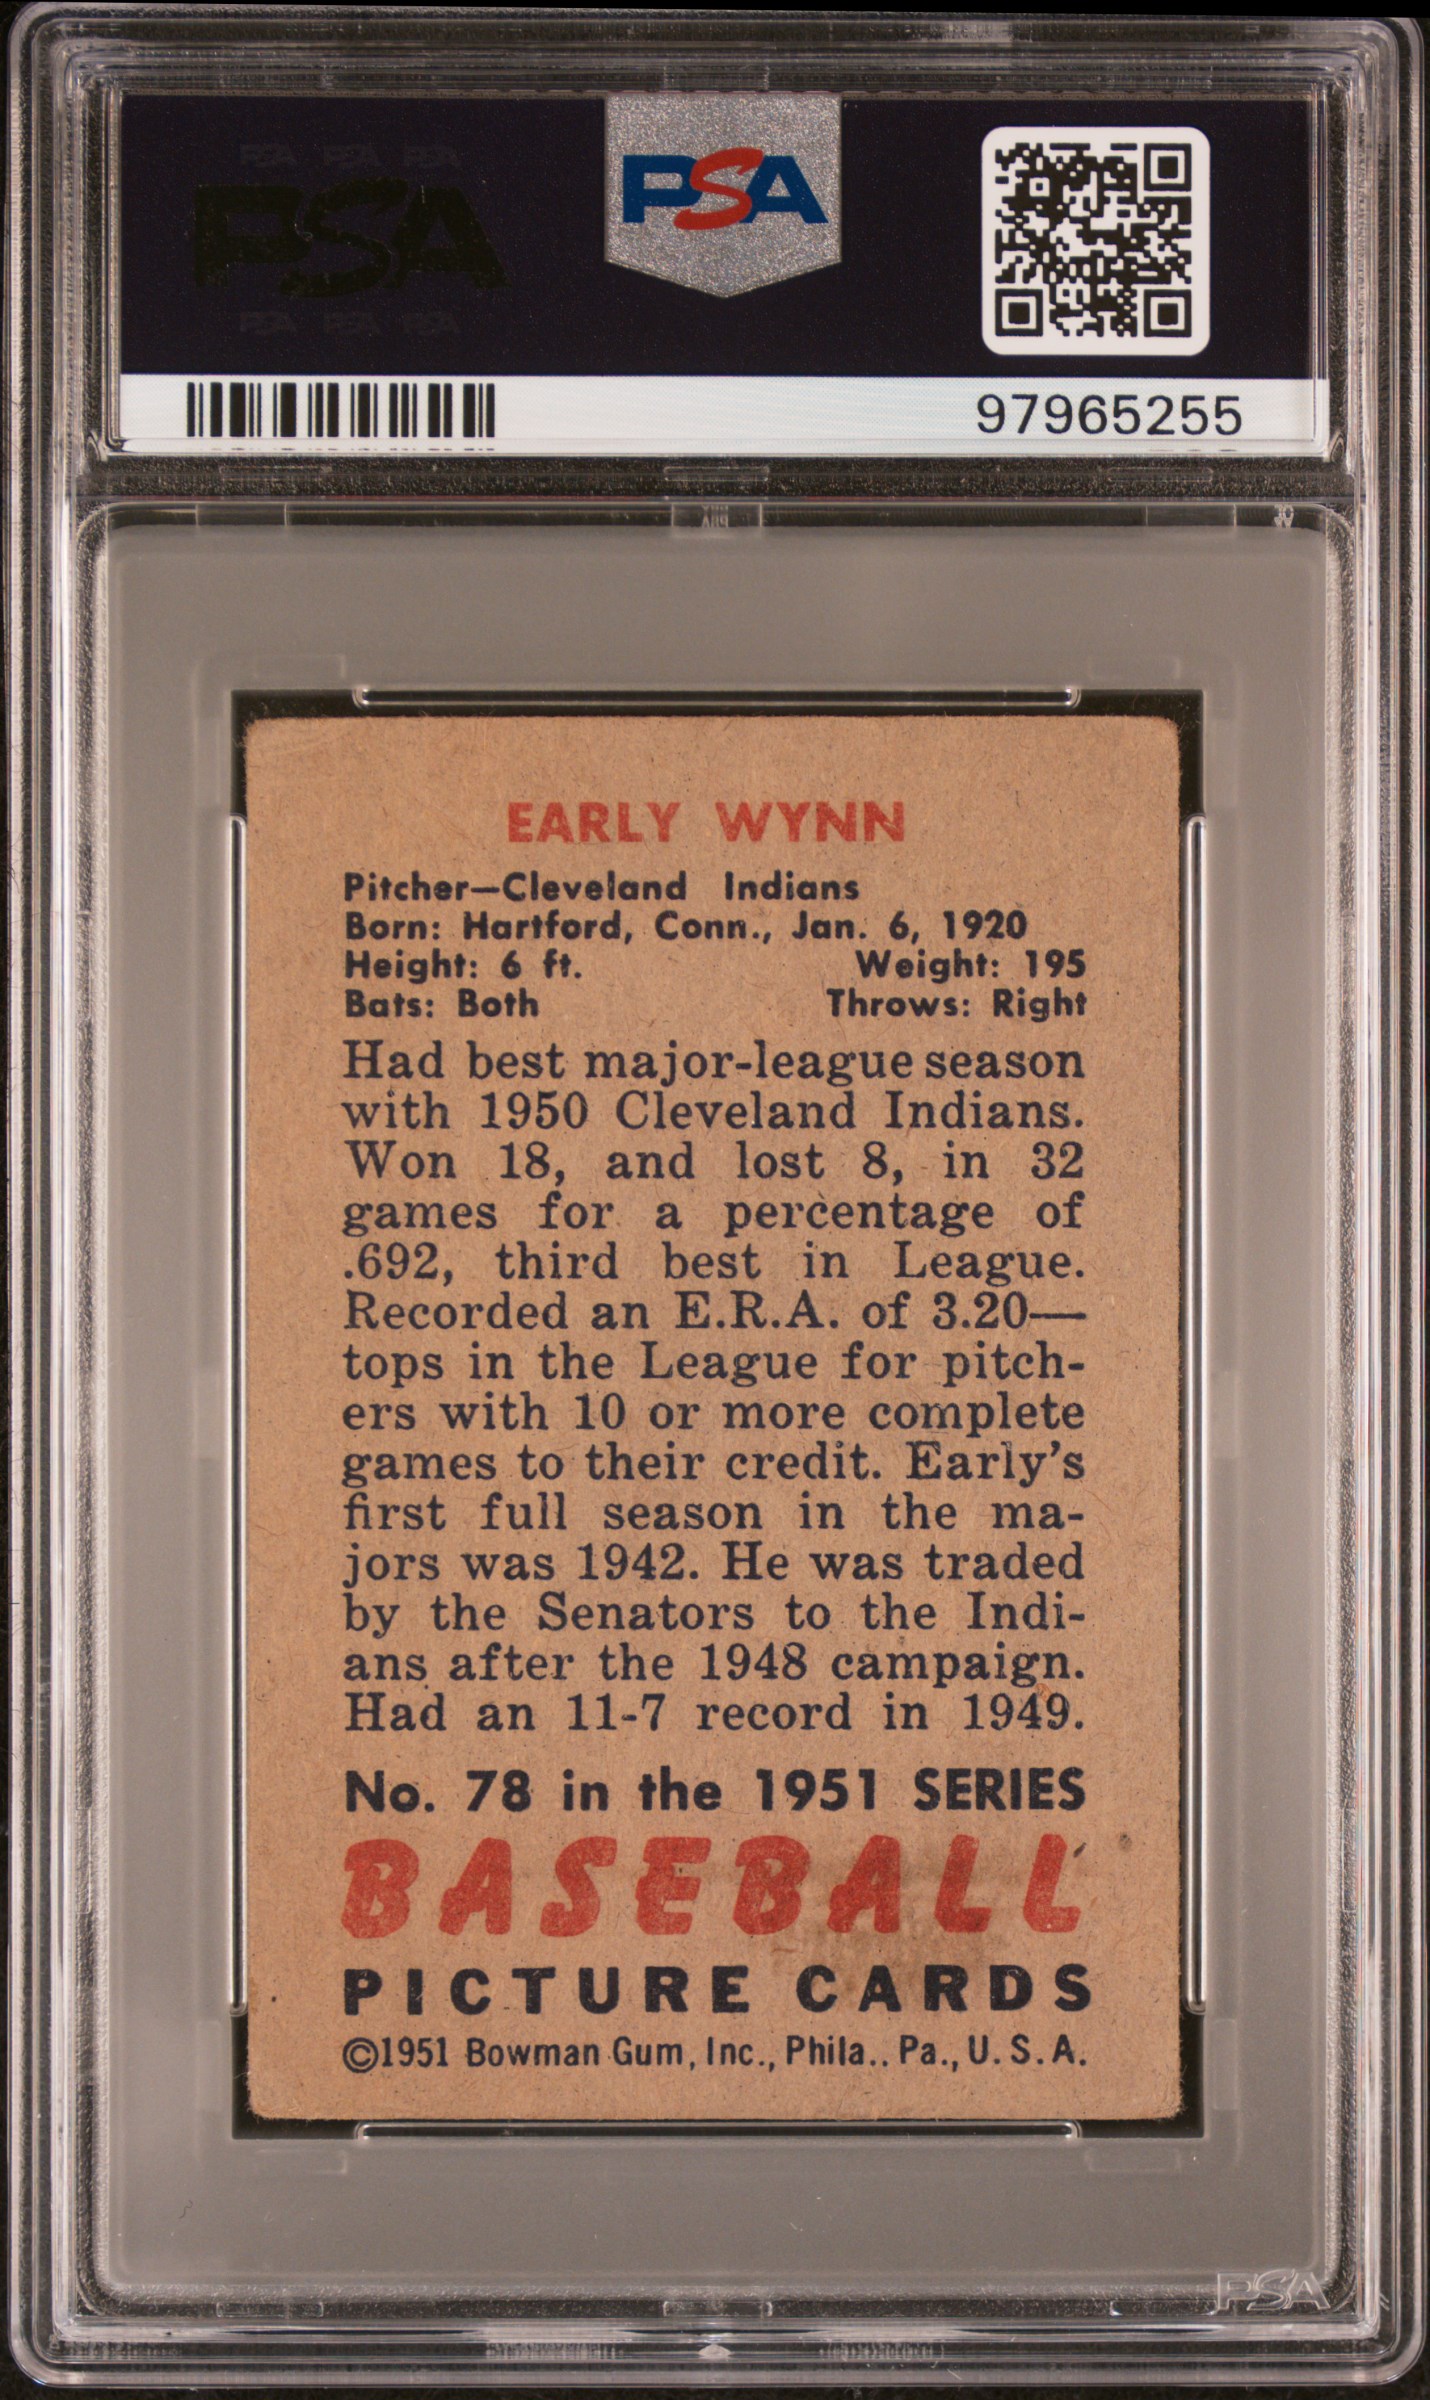 PSA PSA PSA
PSA
PSA PSA PSA
PSA
97965255
EARLY WYNN
Pitcher—Cleveland Indians
Born: Hartford, Conn., Jan. 6, 1920
Height: 6 ft. Weight: 195
Bats: Both Throws: Right
Had best major-league season
with 1950 Cleveland Indians.
Won 18, and lost 8, in 32
games for a percentage of
.692, third best in League.
Recorded an E.R.A. of 3.20—
tops in the League for pitch-
ers with 10 or more complete
games to their credit. Early's
first full season in the ma-
jors was 1942. He was traded
by the Senators to the Indi-
ans after the 1948 campaign.
Had an 11-7 record in 1949.
No. 78 in the 1951 SERIES
BASEBALL
PICTURE CARDS
©1951 Bowman Gum, Inc., Phila.. Pa., U. S. A.
PSA